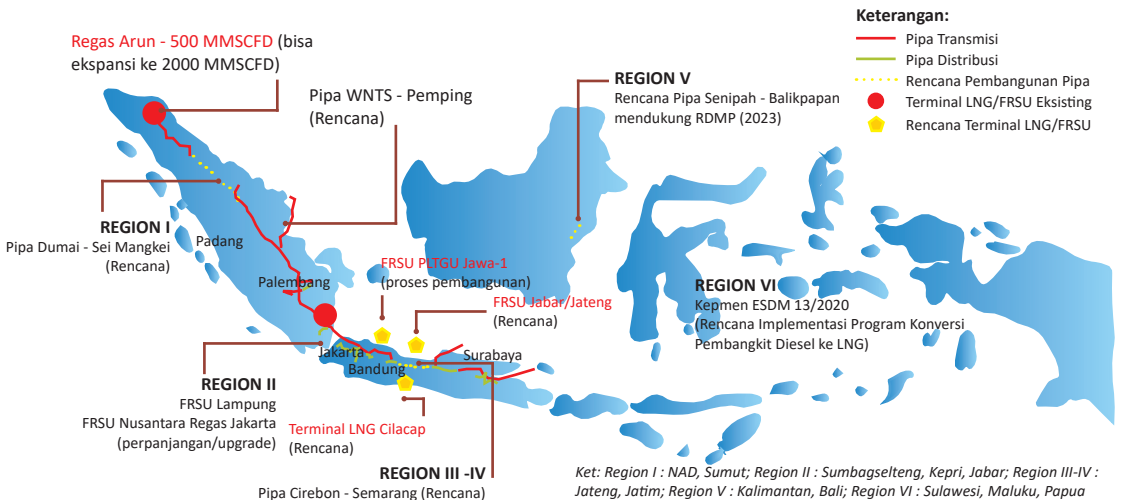 Regas Arun - 500 MMSCFD (bisa
ekspansi ke 2000 MMSCFD)
Pipa WNTS - Pemping
(Rencana)
REGION V
Rencana Pipa Senipah - Balikpapan
mendukung RDMP (2023)
Keterangan:
Pipa Transmisi
Pipa Distribusi
Rencana Pembangunan Pipa
Terminal LNG/FRSU Eksisting
Rencana Terminal LNG/FRSU
REGION I
Pipa Dumai - Sei Mangkei
(Rencana)
Padang
Palembang
FRSU PLTGU Jawa-1
(proses pembangunan)
FRSU Jabar/Jateng
(Rencana)
REGION VI
Kepmen ESDM 13/2020
(Rencana Implementasi Program Konversi
Pembangkit Diesel ke LNG)
Jakarta
Bandung
Surabaya
REGION II
FRSU Lampung
FRSU Nusantara Regas Jakarta
(perpanjangan/upgrade)
Terminal LNG Cilacap
(Rencana)
REGION III -IV
Pipa Cirebon - Semarang (Rencana)
Ket: Region I : NAD, Sumut; Region II : Sumbagselteng, Kepri, Jabar; Region III-IV :
Jateng, Jatim; Region V : Kalimantan, Bali; Region VI : Sulawesi, Maluku, Papua